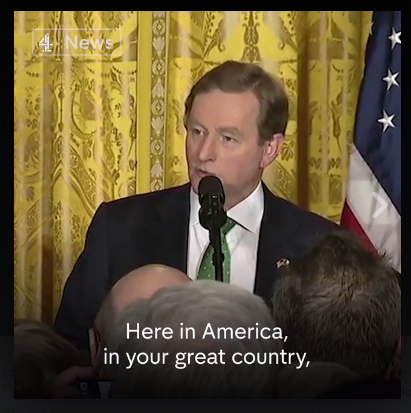 4 News
Here in America,
in your great country,